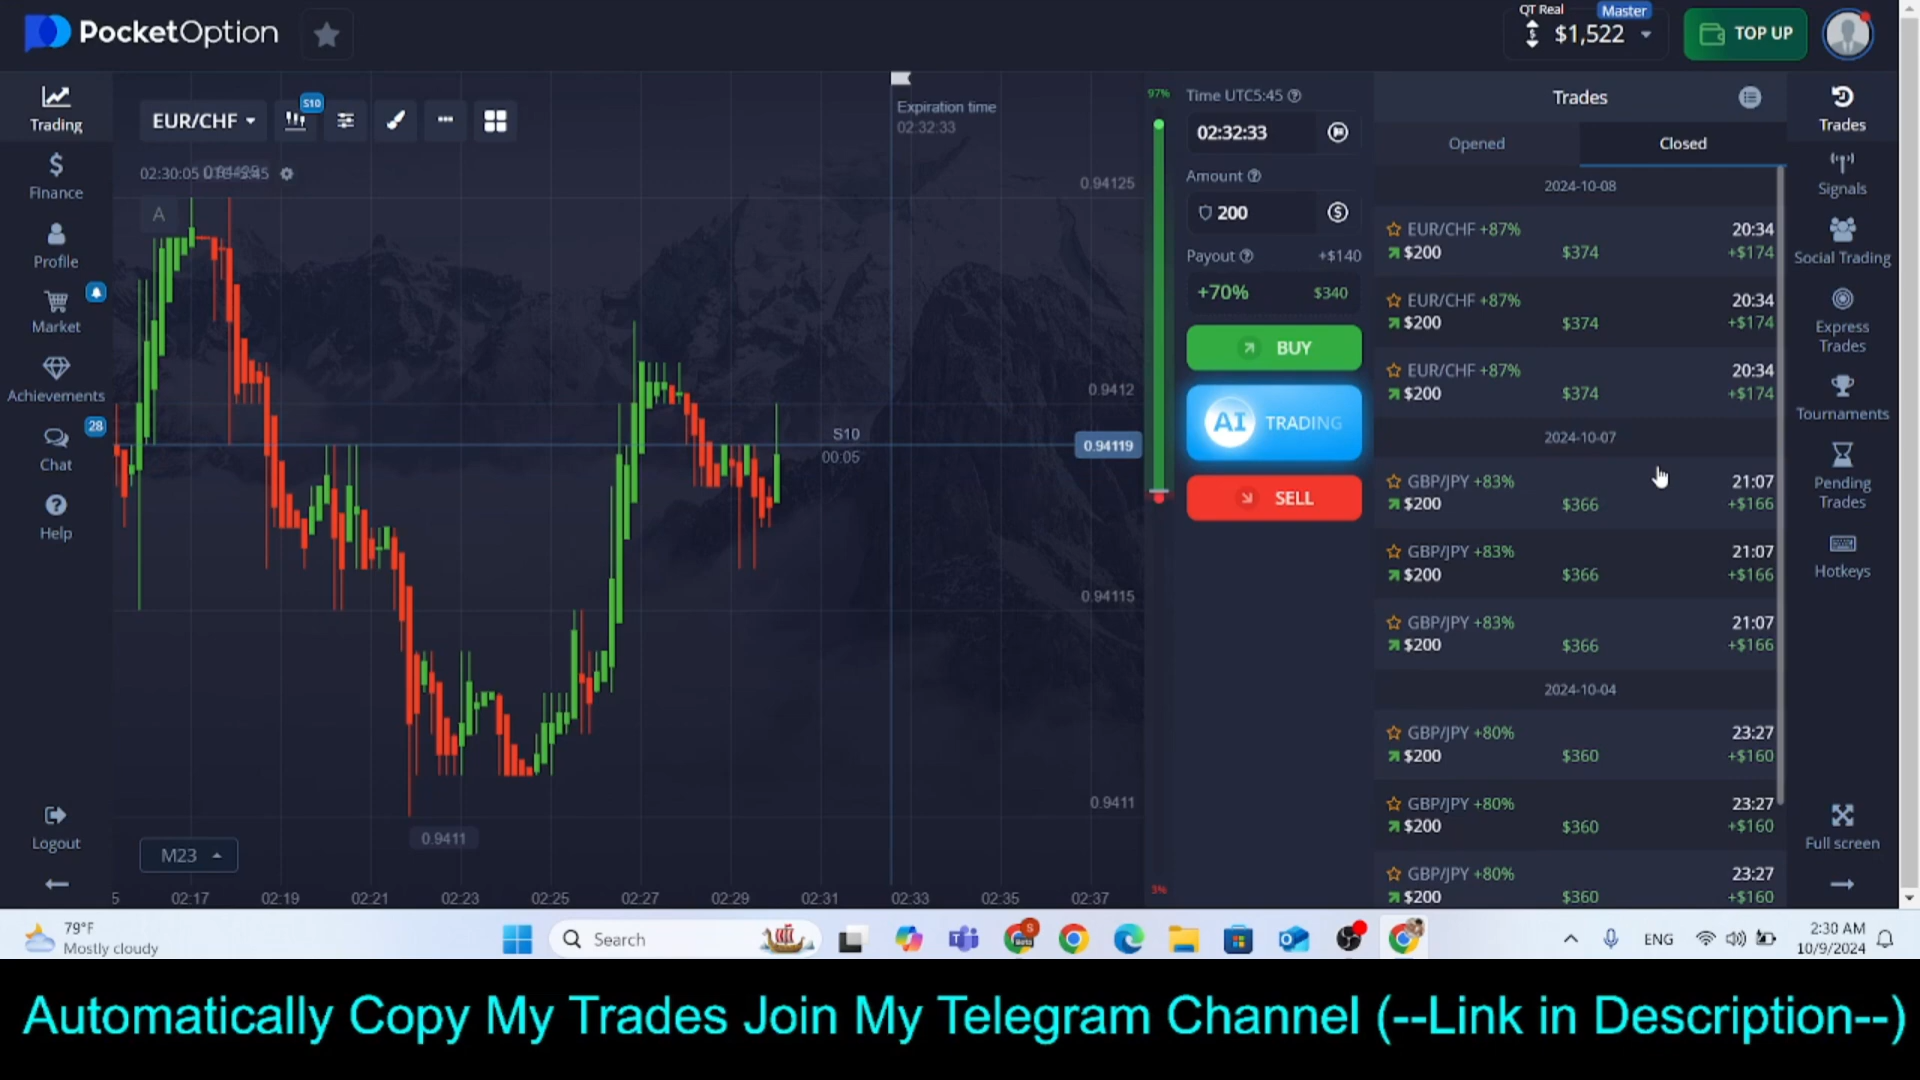 PocketOption
QT Real
Master
$1,522
TOP UP
Trading
Finance
Profile
Market
Achievements
28
Chat
Help
Logout
EUR/CHF
S10
02:30:05
A
Expiration time
02:32:33
0.94125
0.9412
S10
00:05
0.94119
0.94115
0.9411
0.9411
M23
5
02:17
02:19
02:21
02:23
02:25
02:27
02:29
02:31
02:33
02:35
02:37
97%
3%
Time UTC5:45
02:32:33
Amount
200
Payout +$140
+70% $340
BUY
AI TRADING
SELL
Trades
Opened
Closed
2024-10-08
EUR/CHF +87% 20:34
$200 $374 +$174
EUR/CHF +87% 20:34
$200 $374 +$174
EUR/CHF +87% 20:34
$200 $374 +$174
2024-10-07
GBP/JPY +83% 21:07
$200 $366 +$166
GBP/JPY +83% 21:07
$200 $366 +$166
GBP/JPY +83% 21:07
$200 $366 +$166
2024-10-04
GBP/JPY +80% 23:27
$200 $360 +$160
GBP/JPY +80% 23:27
$200 $360 +$160
GBP/JPY +80% 23:27
$200 $360 +$160
Trades
Signals
Social Trading
Express
Trades
Tournaments
Pending
Trades
Hotkeys
Full screen
79°F
Mostly cloudy
Search
ENG
2:30 AM
10/9/2024
Automatically Copy My Trades Join My Telegram Channel (--Link in Description--)